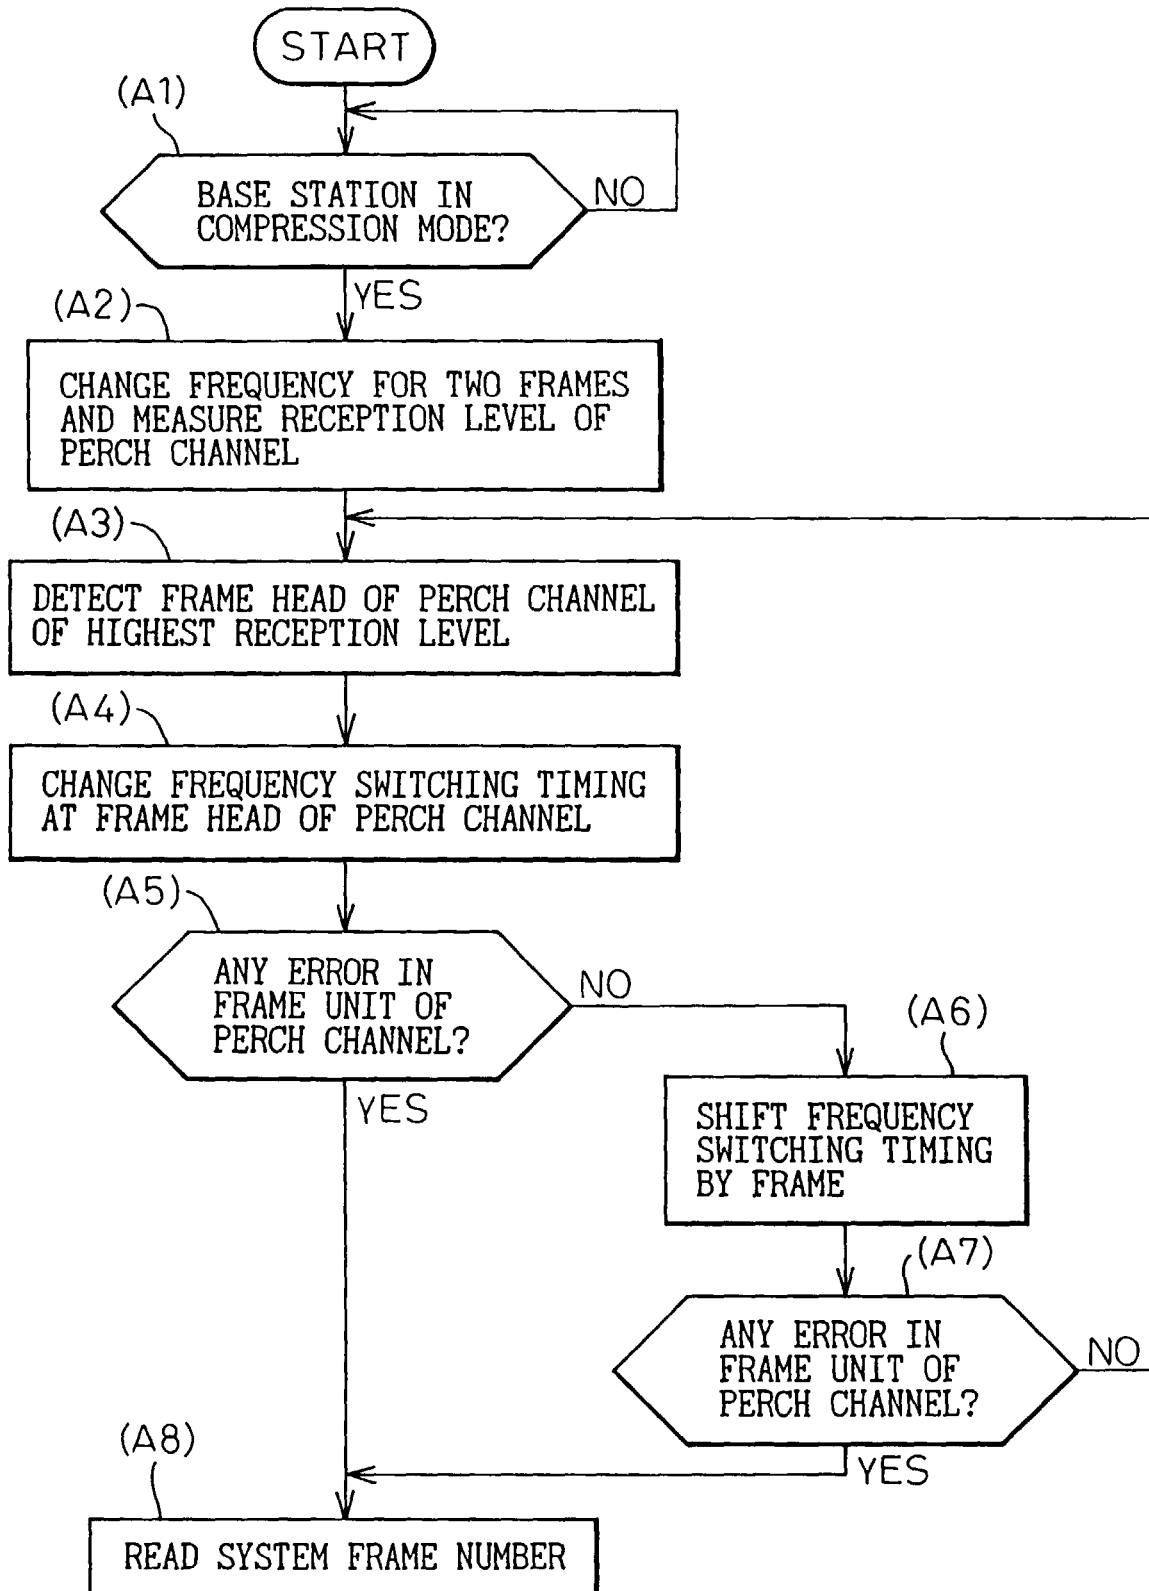 START
(A1)
BASE STATION IN
COMPRESSION MODE?
NO
YES
(A2)
CHANGE FREQUENCY FOR TWO FRAMES
AND MEASURE RECEPTION LEVEL OF
PERCH CHANNEL
(A3)
DETECT FRAME HEAD OF PERCH CHANNEL
OF HIGHEST RECEPTION LEVEL
(A4)
CHANGE FREQUENCY SWITCHING TIMING
AT FRAME HEAD OF PERCH CHANNEL
(A5)
ANY ERROR IN
FRAME UNIT OF
PERCH CHANNEL?
NO
YES
(A6)
SHIFT FREQUENCY
SWITCHING TIMING
BY FRAME
(A7)
ANY ERROR IN
FRAME UNIT OF
PERCH CHANNEL?
NO
YES
(A8)
READ SYSTEM FRAME NUMBER